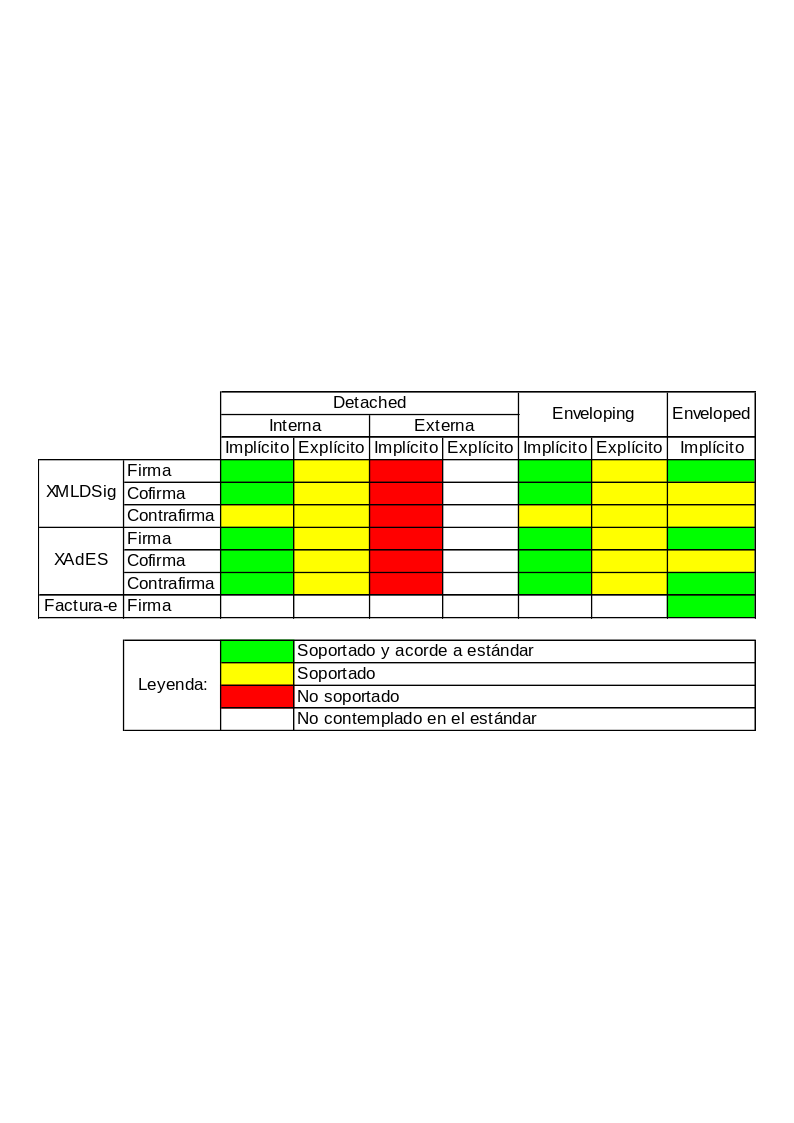 Detached
Enveloping Enveloped
Interna Externa
Implícito Explícito Implícito Explícito Implícito Explícito Implícito
XMLDSig
Firma
Cofirma
Contrafirma
XAdES
Firma
Cofirma
Contrafirma
Factura-e Firma
Leyenda:
Soportado y acorde a estándar
Soportado
No soportado
No contemplado en el estándar